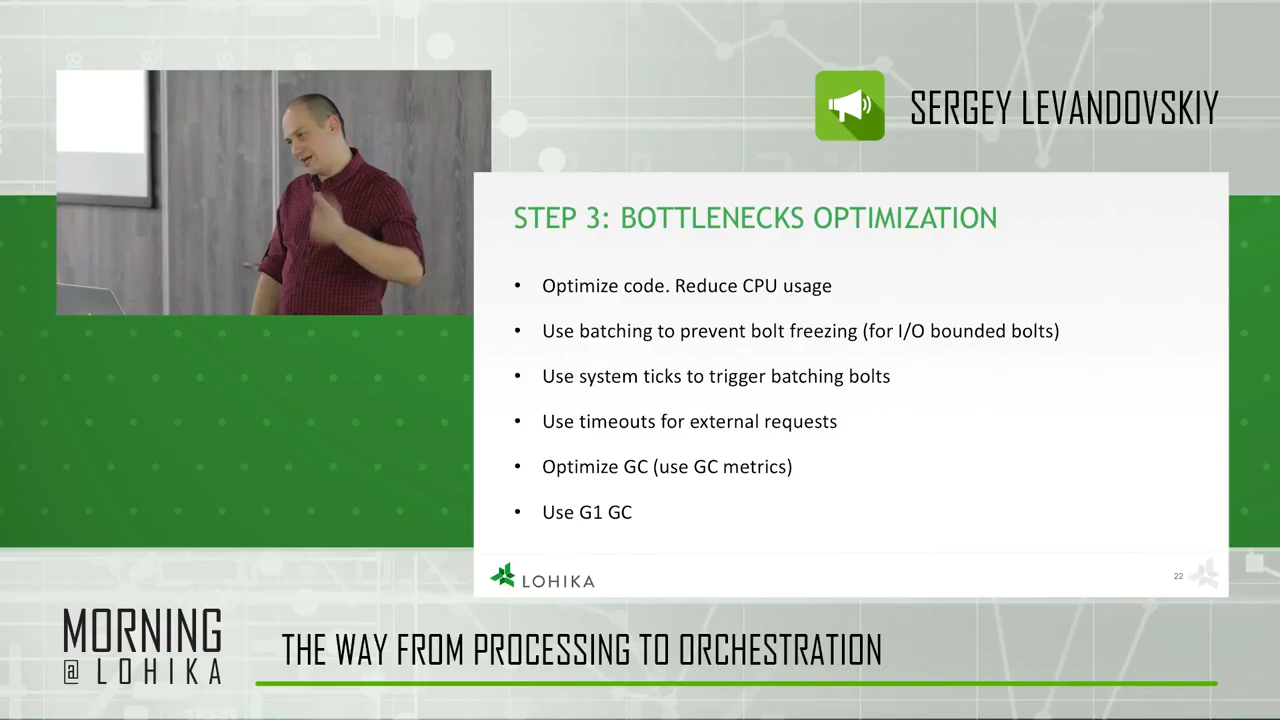 SERGEY LEVANDOVSKIY
STEP 3: BOTTLENECKS OPTIMIZATION
• Optimize code. Reduce CPU usage
• Use batching to prevent bolt freezing (for I/O bounded bolts)
• Use system ticks to trigger batching bolts
• Use timeouts for external requests
• Optimize GC (use GC metrics)
• Use G1 GC
LOHIKA
22
MORNING
@ LOHIKA
THE WAY FROM PROCESSING TO ORCHESTRATION